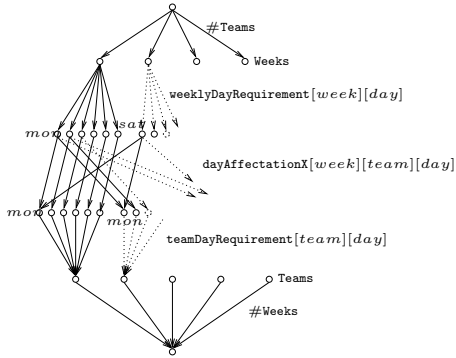 #Teams
Weeks
weeklyDayRequirement[week][day]
mon sat
dayAffectationX[week][team][day]
mon
mon
teamDayRequirement[team][day]
Teams
#Weeks